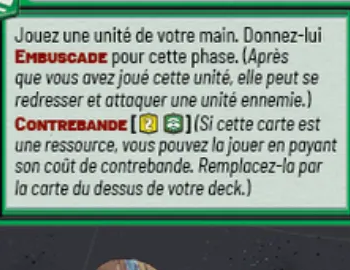 Jouez une unité de votre main. Donnez-lui
EMBUSCADE pour cette phase. (Après
que vous avez joué cette unité, elle peut se
redresser et attaquer une unité ennemie.)
CONTREBANDE [2] (Si cette carte est
une ressource, vous pouvez la jouer en payant
son coût de contrebande. Remplacez-la par
la carte du dessus de votre deck.)